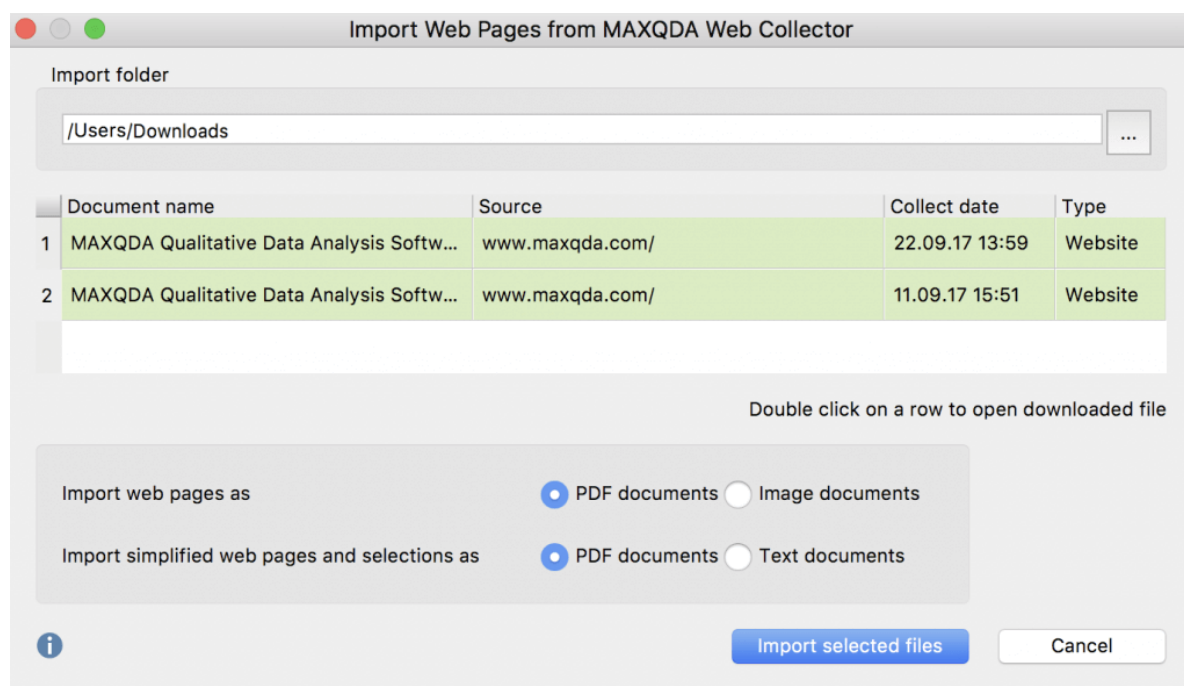 Import Web Pages from MAXQDA Web Collector
Import folder
/Users/Downloads ...
Document name Source Collect date Type
1 MAXQDA Qualitative Data Analysis Softw... www.maxqda.com/ 22.09.17 13:59 Website
2 MAXQDA Qualitative Data Analysis Softw... www.maxqda.com/ 11.09.17 15:51 Website
Double click on a row to open downloaded file
Import web pages as PDF documents Image documents
Import simplified web pages and selections as PDF documents Text documents
i Import selected files Cancel